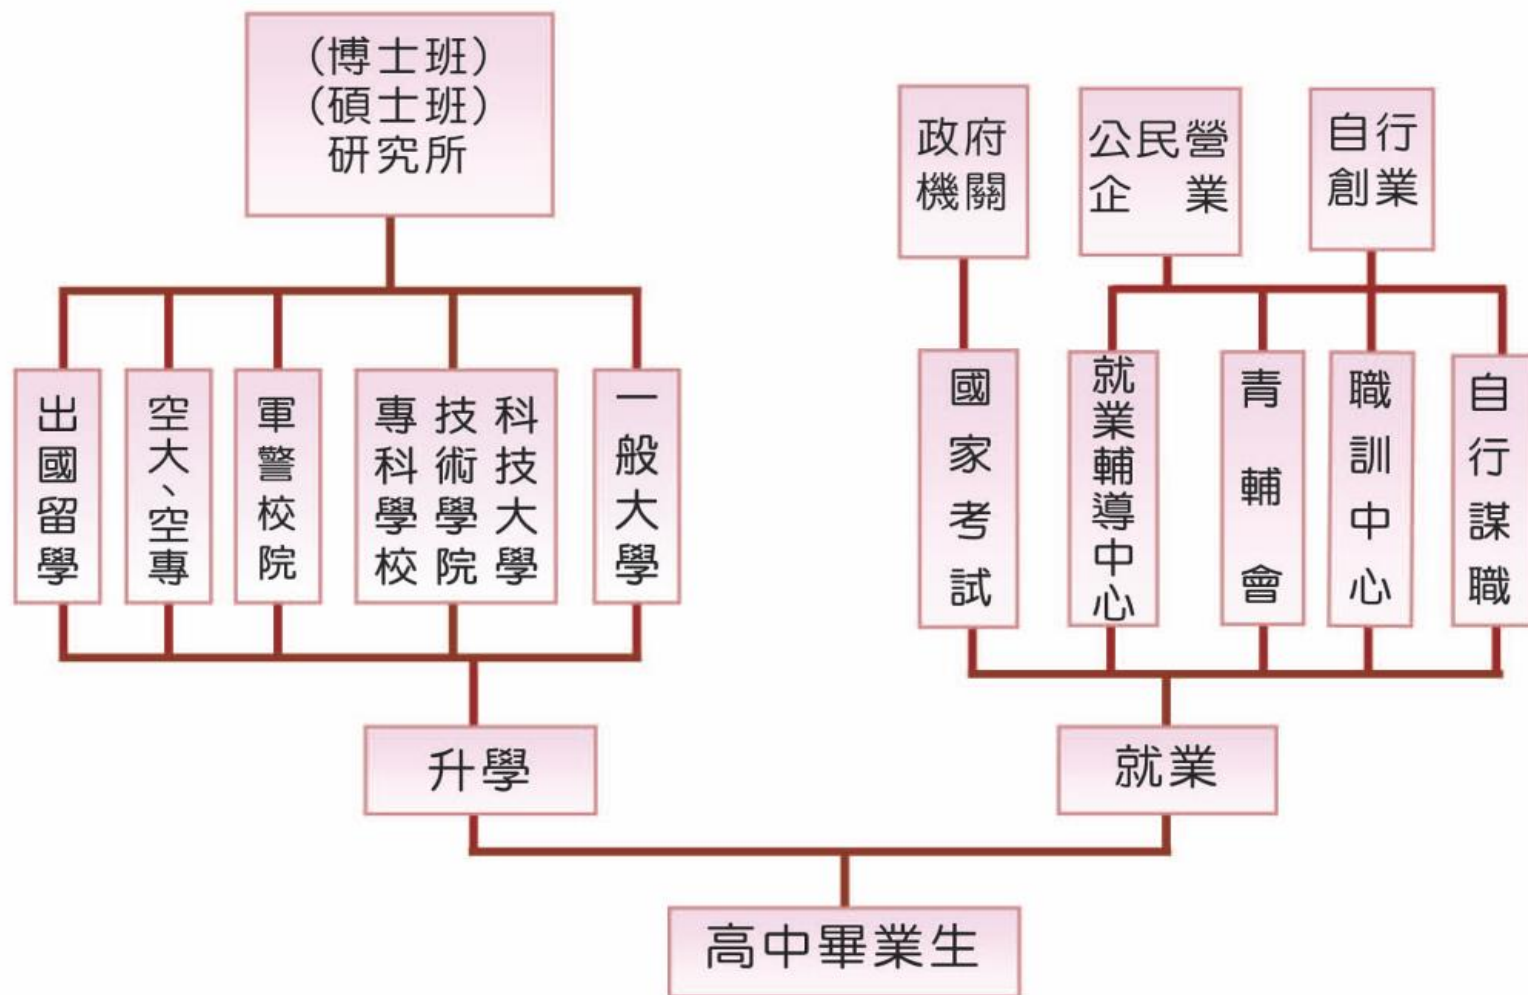 (博士班)
(碩士班)
研究所
政府
機關
公民營
企業
自行
創業
出國留學
空大、空專
軍警校院
專科學校
技術學院
科技大學
一般大學
國家考試
就業輔導中心
青輔會
職訓中心
自行謀職
升學
就業
高中畢業生